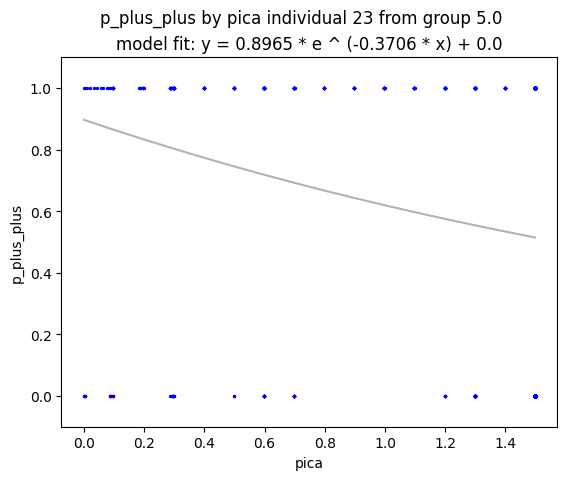 p_plus_plus by pica individual 23 from group 5.0
model fit: y = 0.8965 * e ^ (-0.3706 * x) + 0.0
1.0
0.8
0.6
0.4
0.2
0.0
p_plus_plus
0.0 0.2 0.4 0.6 0.8 1.0 1.2 1.4
pica